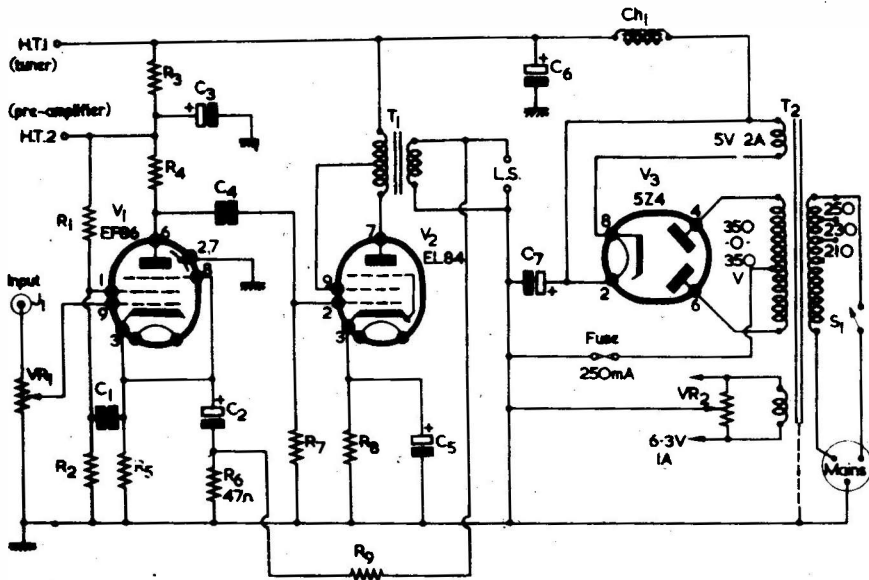 Ch1
H.T.1
(tuner)
R3
C3
+
C6
+
T2
(pre-amplifier)
H.T.2
T1
5V 2A
R4
C4
L.S.
V3
5Z4
R1
V1
EF86
6
2,7
8
7
V2
EL84
8
4
350
-0-
350
V
250
230
210
Input
J1
1
9
3
9
2
3
C7
+
2
6
S1
VR1
Fuse
250mA
C1
+
C2
VR2
+
C5
R2
R5
R6
47n
R7
R8
6·3V
1A
Mains
R9